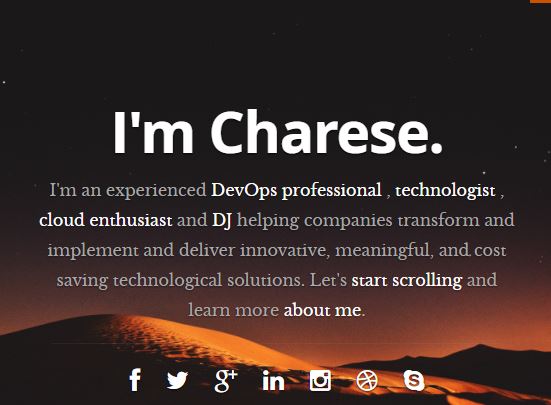 I'm Charese.
I'm an experienced DevOps professional , technologist ,
cloud enthusiast and DJ helping companies transform and
implement and deliver innovative, meaningful, and cost
saving technological solutions. Let's start scrolling and
learn more about me.